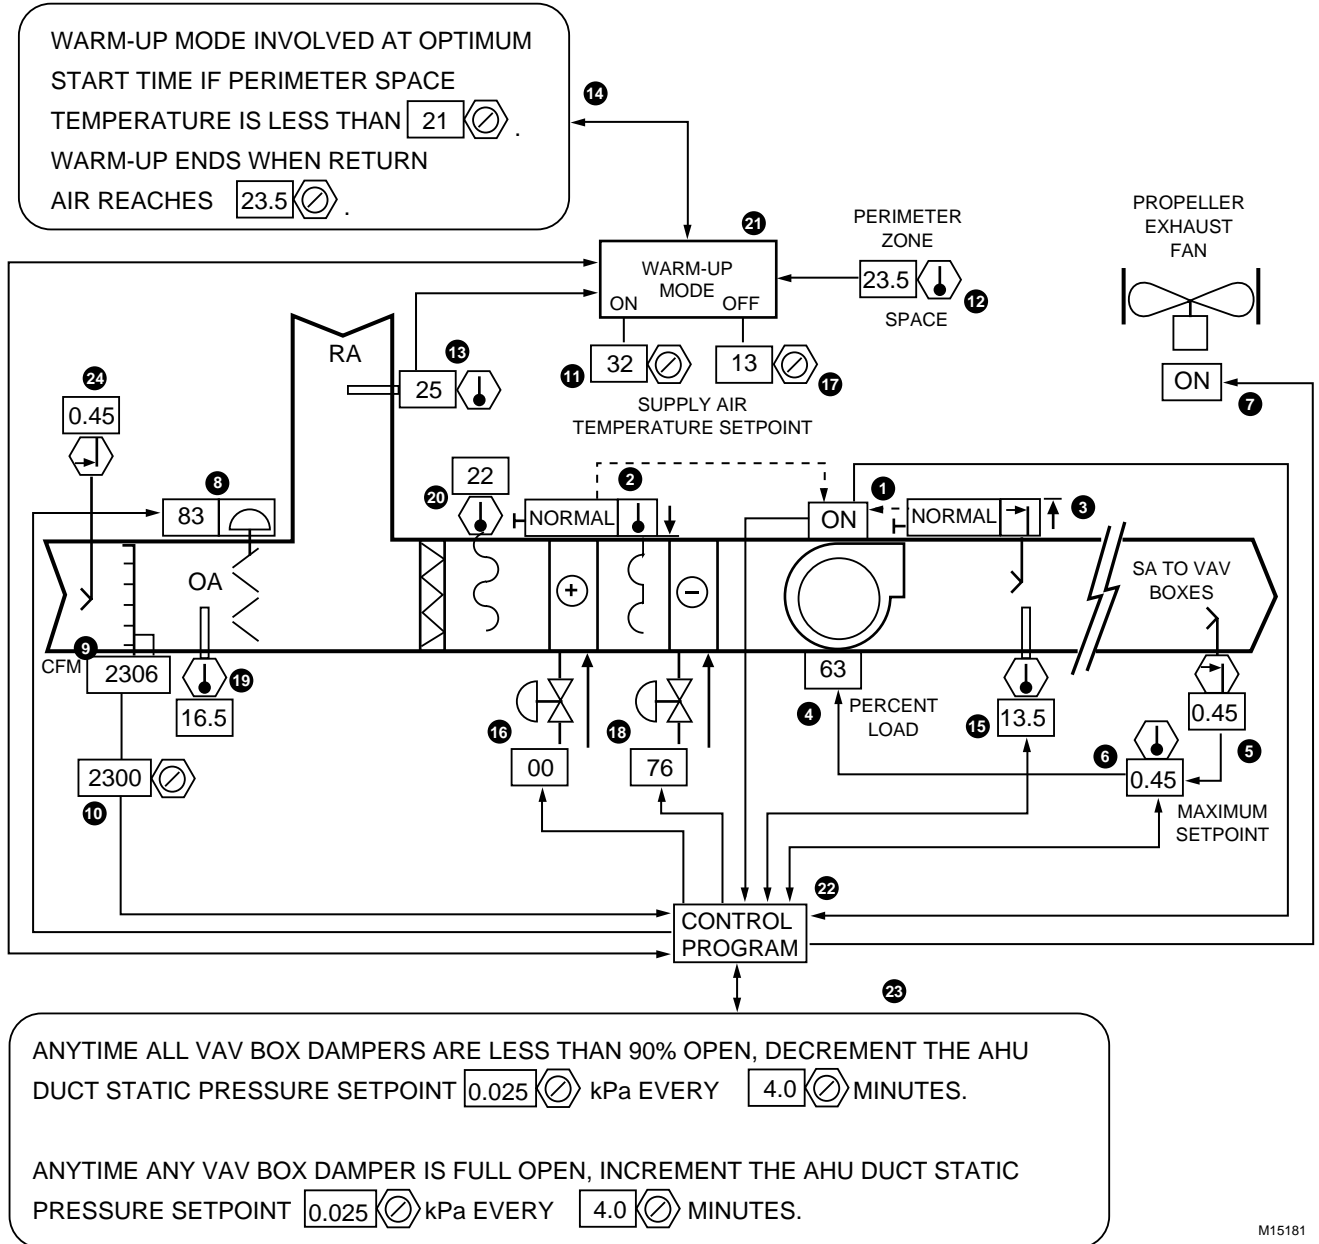 WARM-UP MODE INVOLVED AT OPTIMUM
START TIME IF PERIMETER SPACE
TEMPERATURE IS LESS THAN 21 .
WARM-UP ENDS WHEN RETURN
AIR REACHES 23.5 .
14
21
WARM-UP
MODE
ON OFF
PERIMETER
ZONE
23.5
12
SPACE
PROPELLER
EXHAUST
FAN
ON
7
11
32
13
17
SUPPLY AIR
TEMPERATURE SETPOINT
RA
13
25
24
0.45
8
83
22
20
2
NORMAL
1
ON
NORMAL
3
OA
+
–
SA TO VAV
BOXES
9
CFM
2306
19
16.5
2300
10
16
00
18
76
63
4
PERCENT
LOAD
15
13.5
0.45
5
6
0.45
MAXIMUM
SETPOINT
22
CONTROL
PROGRAM
23
ANYTIME ALL VAV BOX DAMPERS ARE LESS THAN 90% OPEN, DECREMENT THE AHU
DUCT STATIC PRESSURE SETPOINT 0.025 kPa EVERY 4.0 MINUTES.
ANYTIME ANY VAV BOX DAMPER IS FULL OPEN, INCREMENT THE AHU DUCT STATIC
PRESSURE SETPOINT 0.025 kPa EVERY 4.0 MINUTES.
M15181